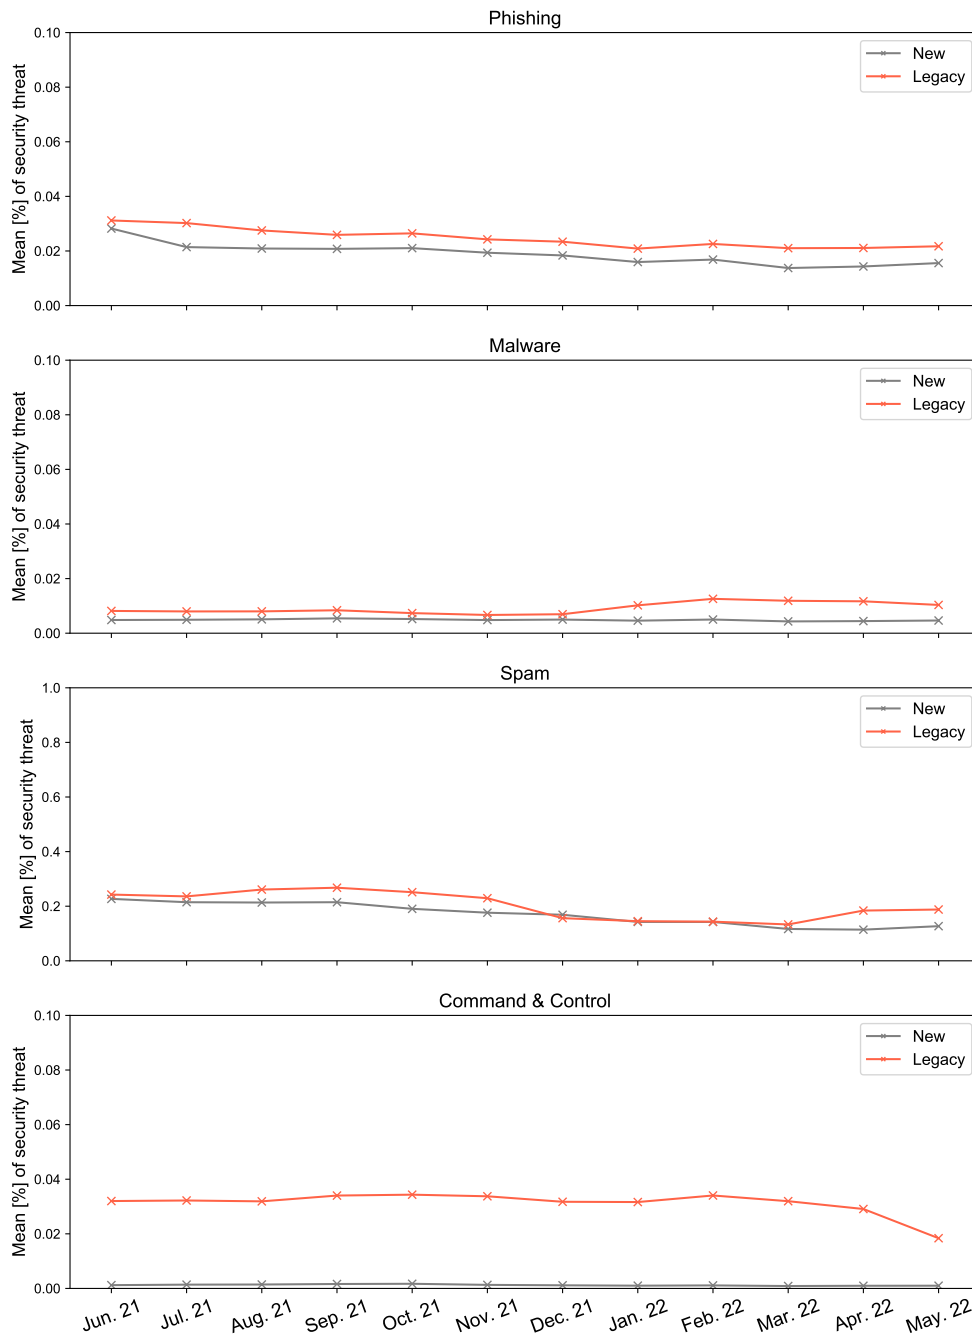 Phishing
Mean [%] of security threat
0.10
0.08
0.06
0.04
0.02
0.00
New
Legacy
Malware
Mean [%] of security threat
0.10
0.08
0.06
0.04
0.02
0.00
New
Legacy
Spam
Mean [%] of security threat
1.0
0.8
0.6
0.4
0.2
0.0
New
Legacy
Command & Control
Mean [%] of security threat
0.10
0.08
0.06
0.04
0.02
0.00
New
Legacy
Jun. 21 Jul. 21 Aug. 21 Sep. 21 Oct. 21 Nov. 21 Dec. 21 Jan. 22 Feb. 22 Mar. 22 Apr. 22 May. 22